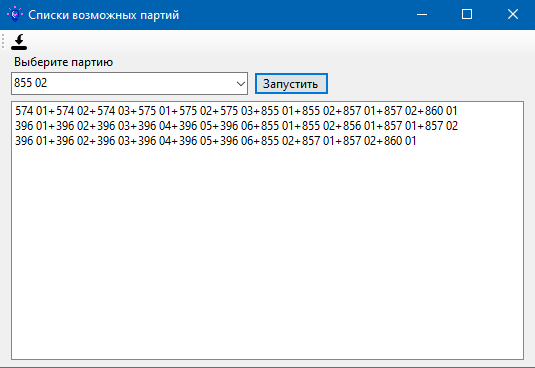 Списки возможных партий
Выберите партию
855 02
Запустить
574 01+574 02+574 03+575 01+575 02+575 03+855 01+855 02+857 01+857 02+860 01
396 01+396 02+396 03+396 04+396 05+396 06+855 01+855 02+856 01+857 01+857 02
396 01+396 02+396 03+396 04+396 05+396 06+855 02+857 01+857 02+860 01